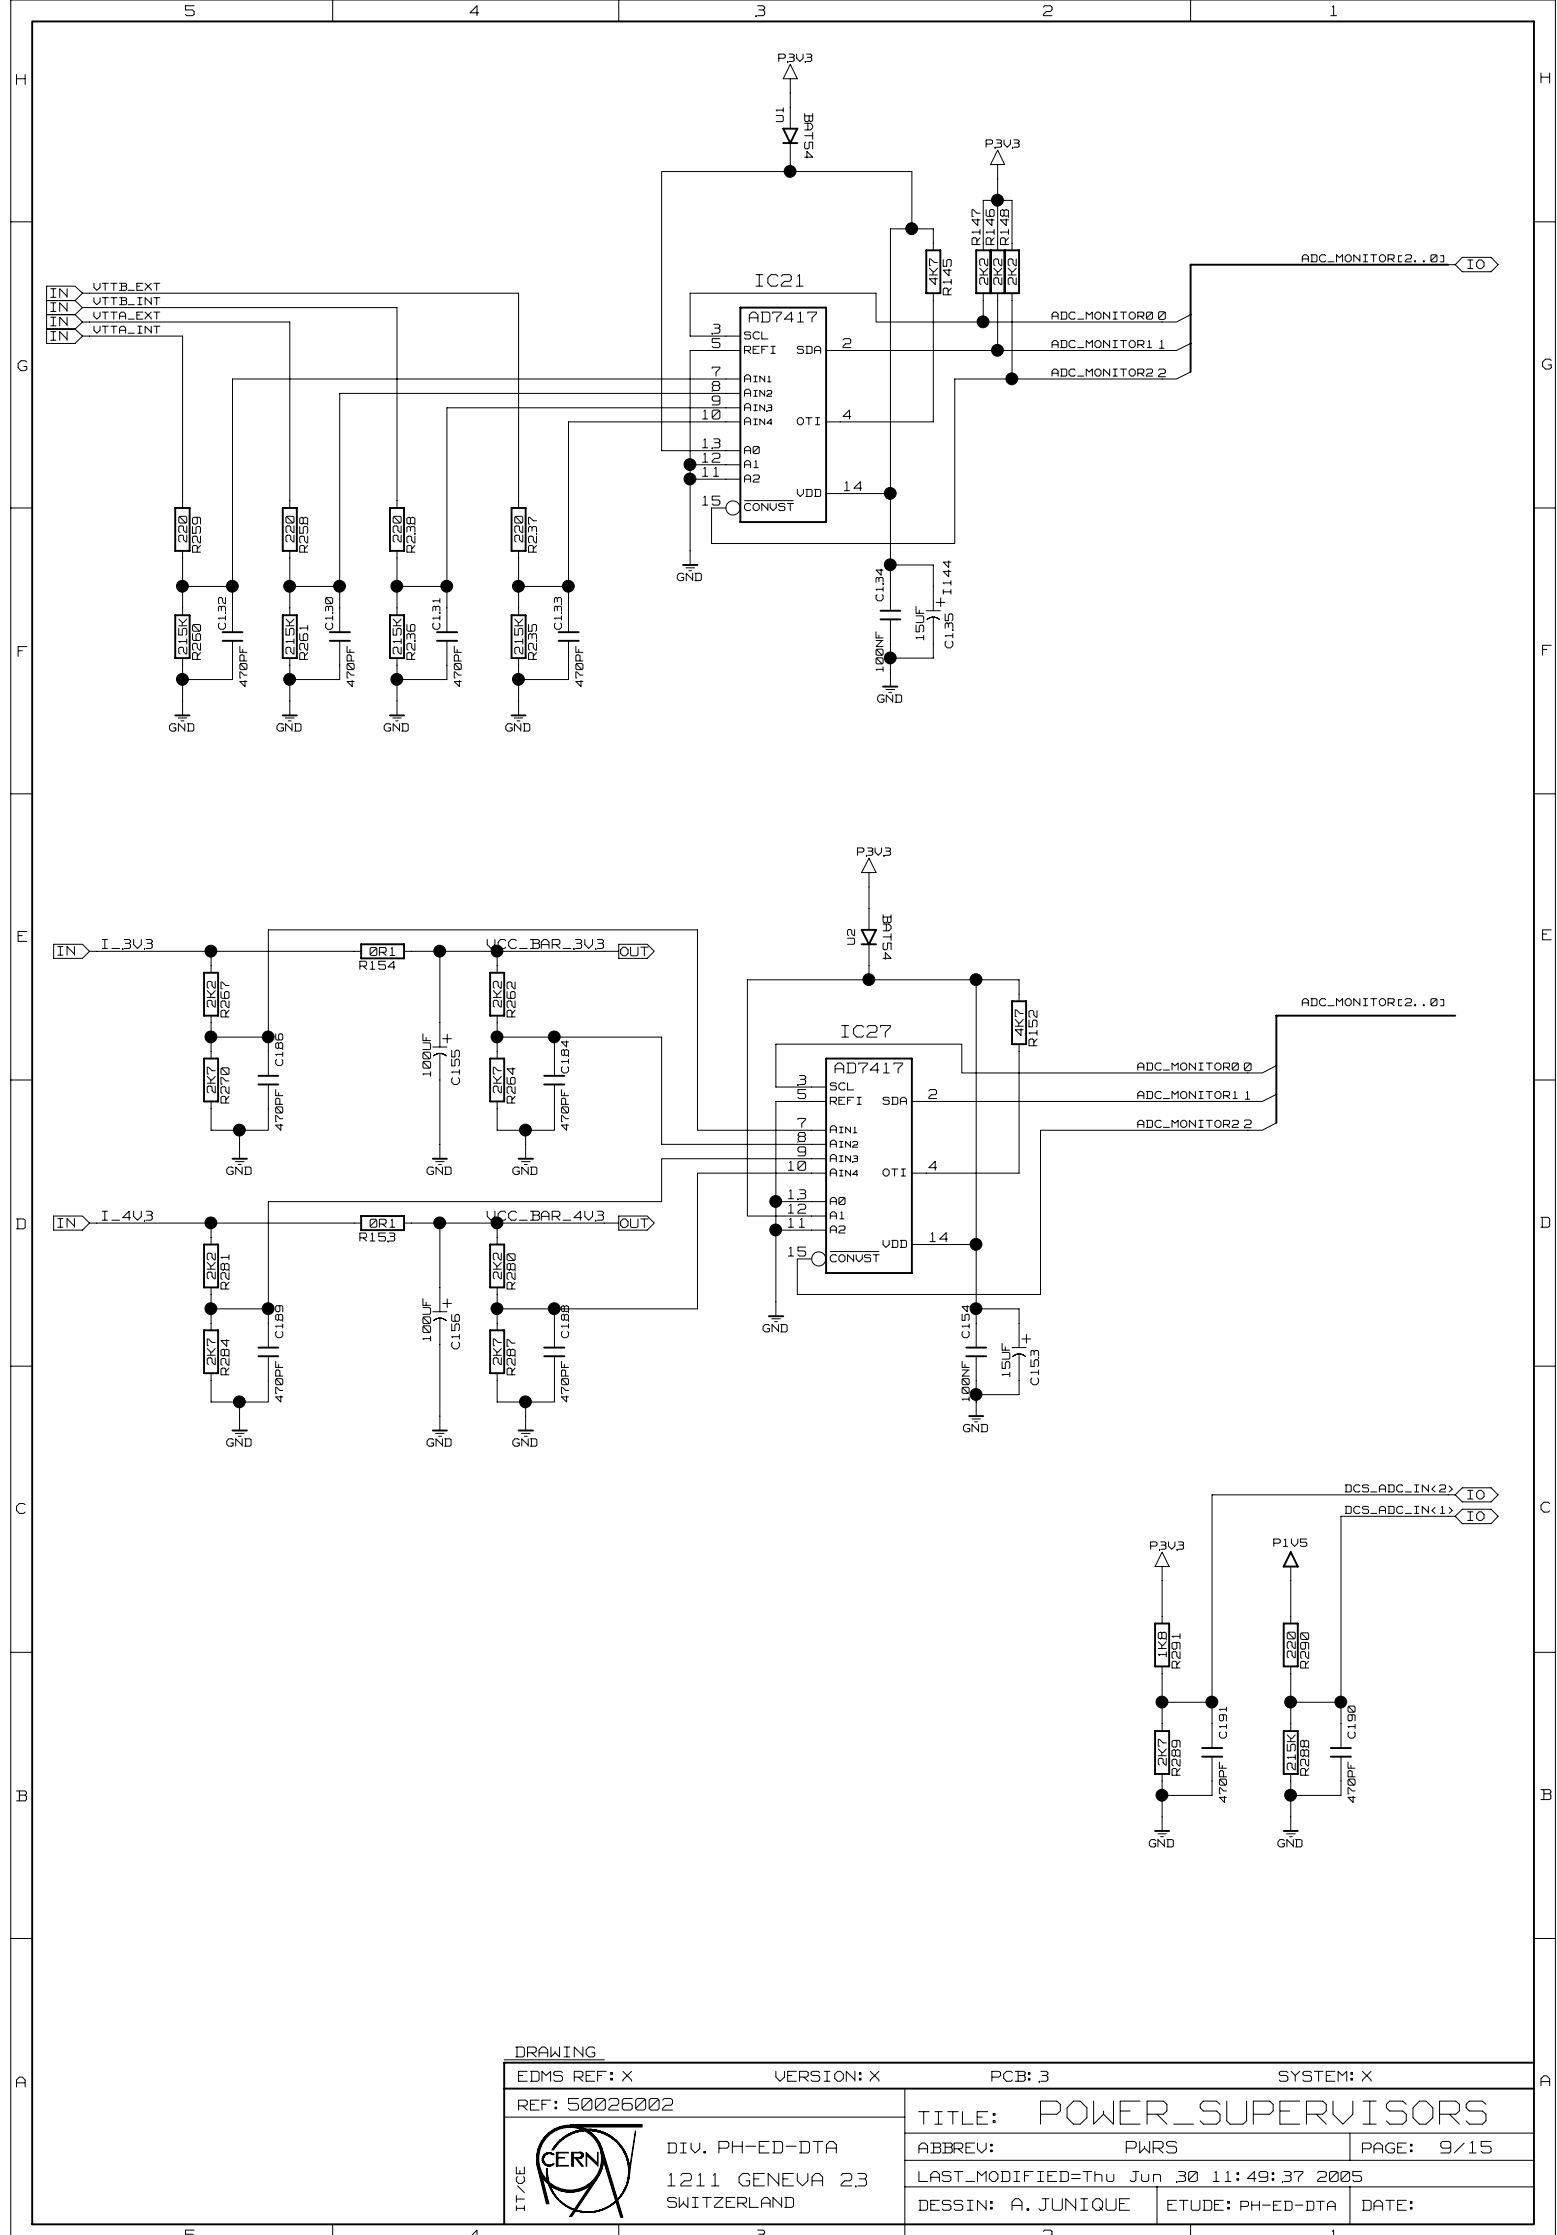 5 4 3 2 1
H H
P3V3
U1
BAT54
P3V3
R147
R146
R148
2K2 2K2 2K2
4K7
R145
ADC_MONITOR[2..0] IO
IC21
IN VTTB_EXT
IN VTTB_INT
IN VTTA_EXT
IN VTTA_INT
AD7417
ADC_MONITOR0 0
3 SCL
5 REFI SDA 2
ADC_MONITOR1 1
G G
7 AIN1
ADC_MONITOR2 2
8 AIN2
9 AIN3
10 AIN4 OTI 4
13 A0
12 A1
11 A2
VDD 14
15 CONVST
220 R259
220 R258
220 R238
220 R237
GND
C132
C130
C131
C133
C134
I144
+
15UF
C135
100NF
215K R260
215K R261
215K R236
215K R235
F F
470PF
470PF
470PF
470PF
GND
GND GND GND GND
P3V3
U2
BAT54
E E
IN I_3V3
0R1
R154
VCC_BAR_3V3 OUT
2K2 R267
2K2 R262
ADC_MONITOR[2..0]
4K7
R152
IC27
C186
100UF
+
C155
C184
AD7417
ADC_MONITOR0 0
2K7 R270
2K7 R264
3 SCL
5 REFI SDA 2
ADC_MONITOR1 1
470PF
470PF
7 AIN1
ADC_MONITOR2 2
8 AIN2
9 AIN3
10 AIN4 OTI 4
GND GND GND
13 A0
12 A1
11 A2
VDD 14
15 CONVST
D D
IN I_4V3
0R1
R153
VCC_BAR_4V3 OUT
2K2 R281
2K2 R280
C189
100UF
+
C156
C188
GND
C154
+
15UF
C153
100NF
2K7 R284
2K7 R287
470PF
470PF
GND
GND GND GND
DCS_ADC_IN<2> IO
C C
DCS_ADC_IN<1> IO
P3V3 P1V5
1K8 R291
220 R290
C191
C190
2K7 R289
215K R288
470PF
470PF
B B
GND GND
DRAWING
A A
EDMS REF: X VERSION: X PCB: 3 SYSTEM: X
REF: 50026002
TITLE: POWER_SUPERVISORS
IT/CE
CERN
DIV. PH-ED-DTA
1211 GENEVA 23
SWITZERLAND
ABBREV: PWRS PAGE: 9/15
LAST_MODIFIED=Thu Jun 30 11:49:37 2005
DESSIN: A. JUNIQUE ETUDE: PH-ED-DTA DATE: